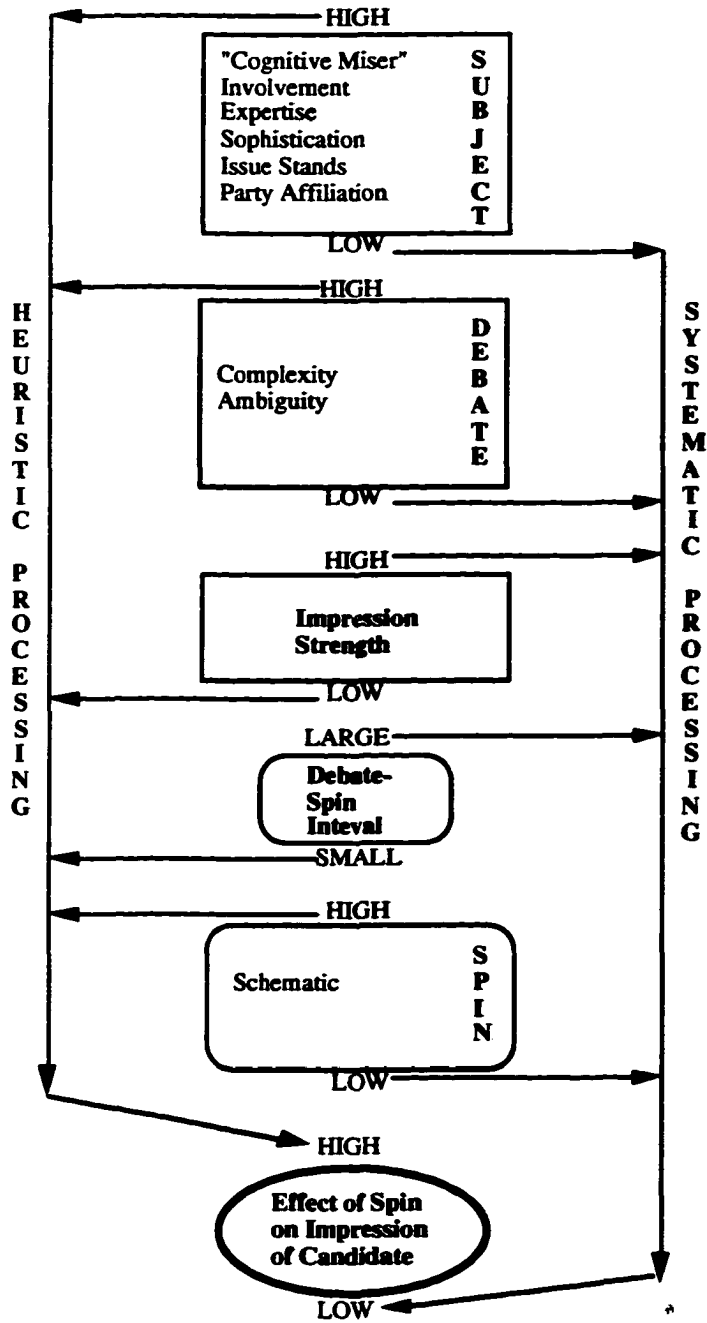 HIGH
"Cognitive Miser"
Involvement
Expertise
Sophistication
Issue Stands
Party Affiliation
SUBJECT
LOW
HIGH
Complexity
Ambiguity
DEBATE
LOW
HEURISTIC PROCESSING
SYSTEMATIC PROCESSING
HIGH
Impression
Strength
LOW
LARGE
Debate-
Spin
Inteval
SMALL
HIGH
Schematic
SPIN
LOW
HIGH
Effect of Spin
on Impression
of Candidate
LOW